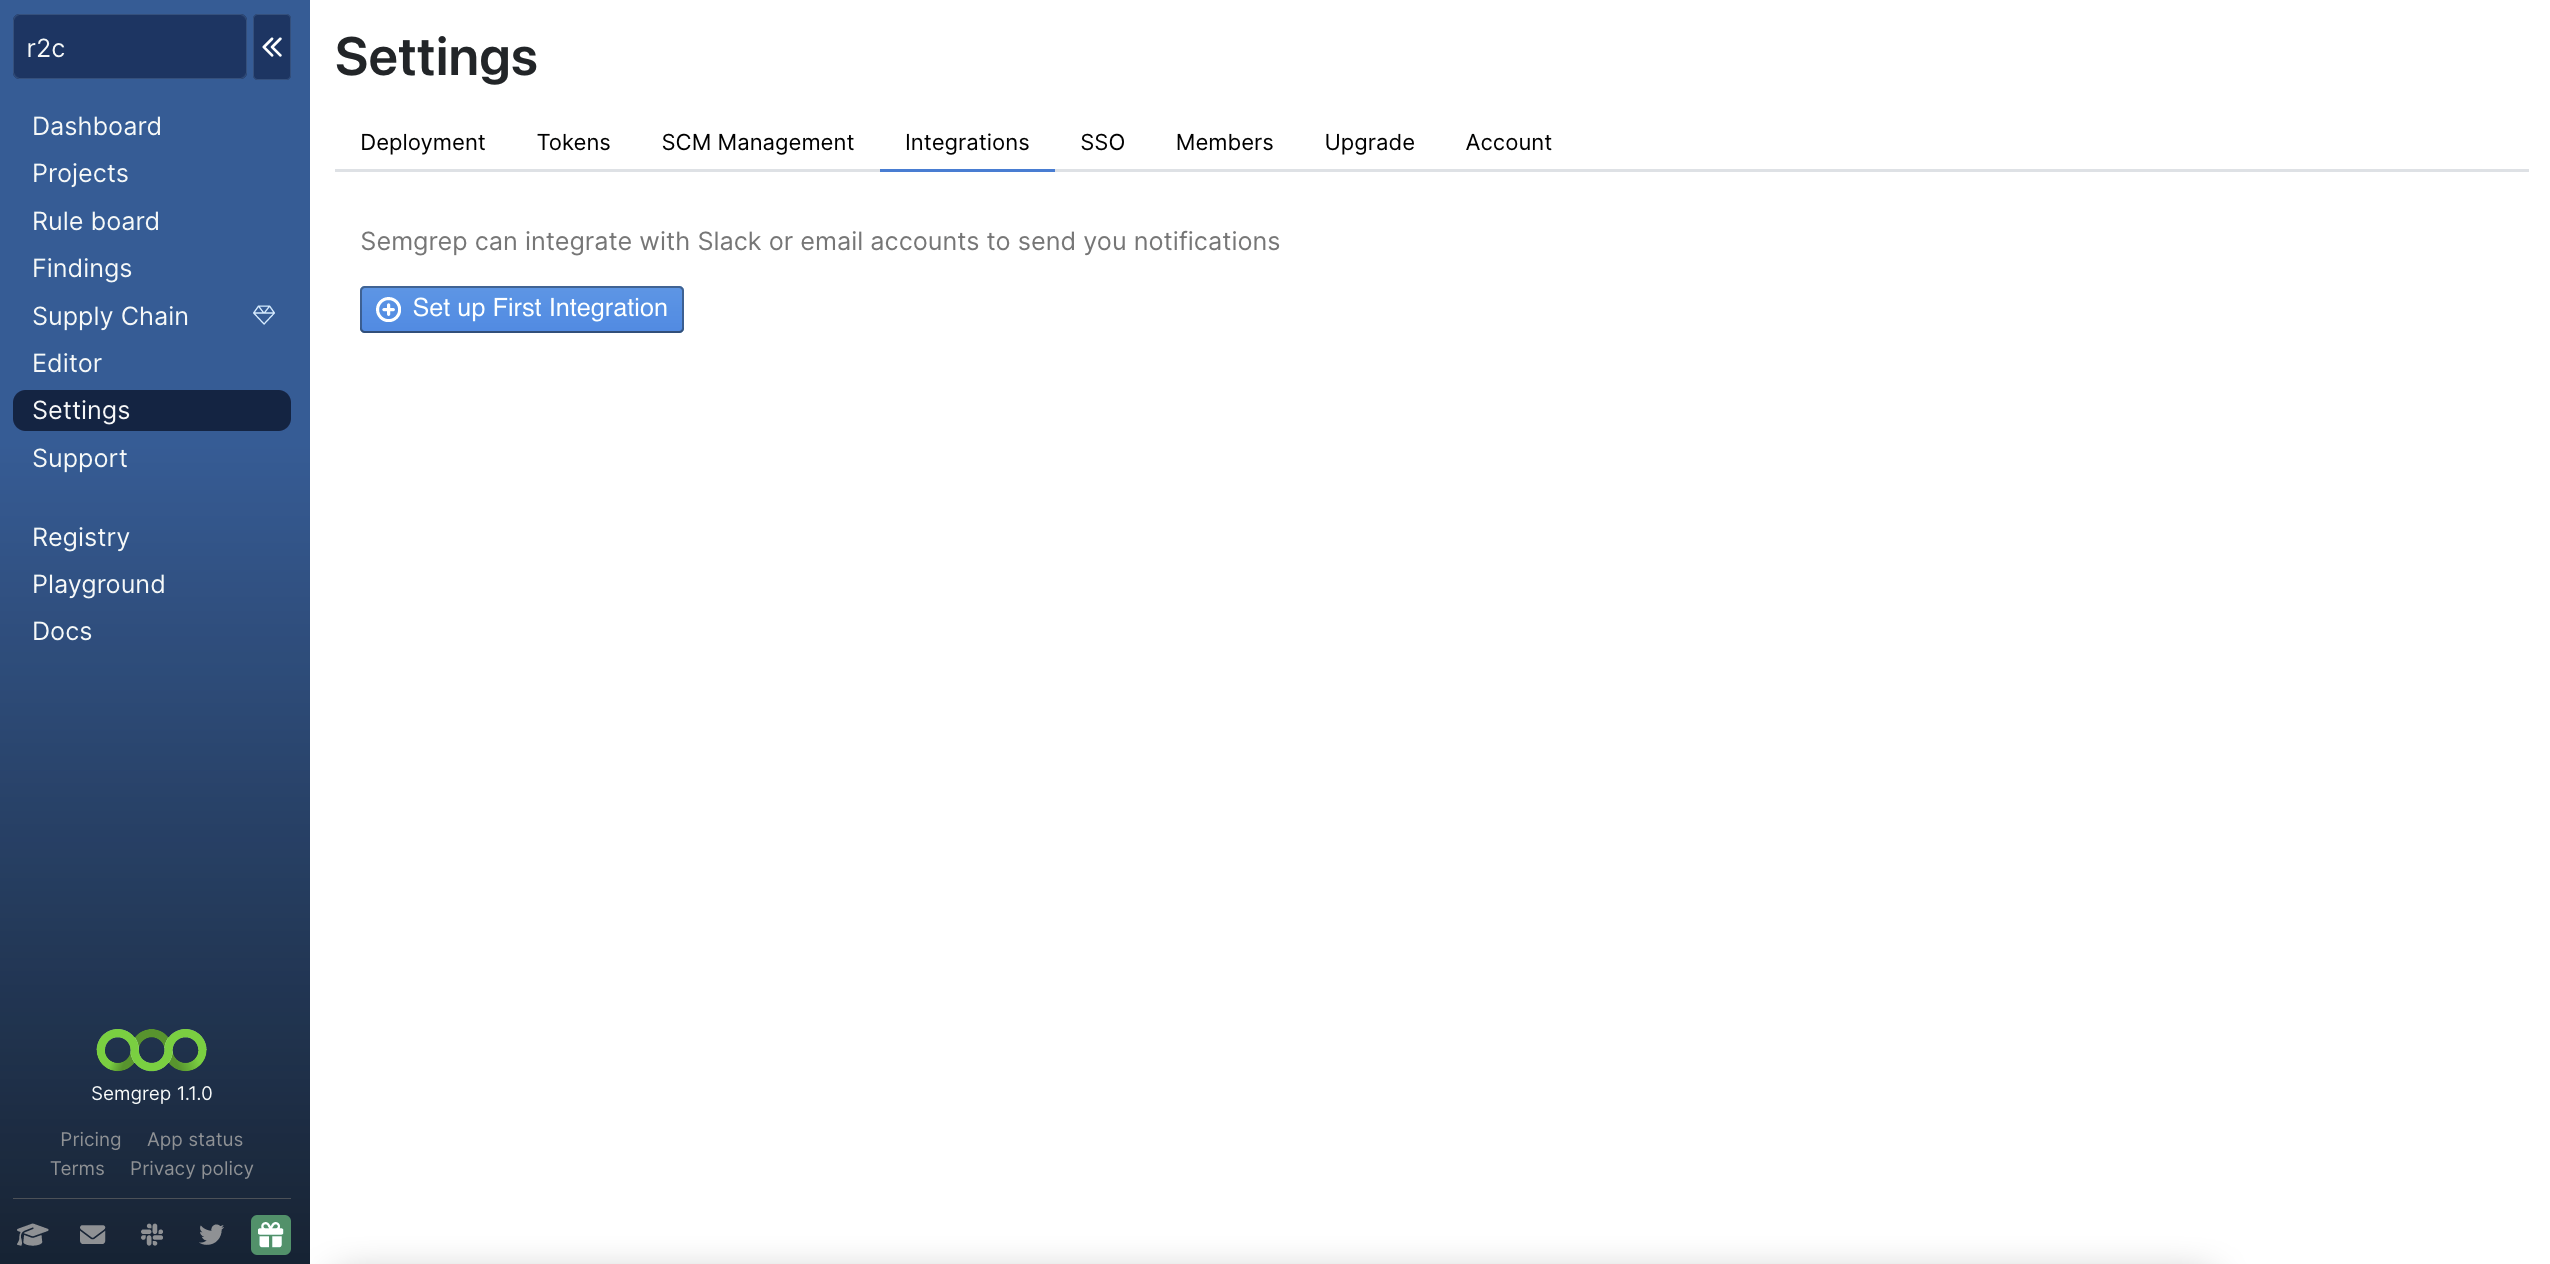 r2c
Dashboard
Projects
Rule board
Findings
Supply Chain
Editor
Settings
Support
Registry
Playground
Docs
Semgrep 1.1.0
Pricing App status
Terms Privacy policy
Settings
Deployment Tokens SCM Management Integrations SSO Members Upgrade Account
Semgrep can integrate with Slack or email accounts to send you notifications
Set up First Integration